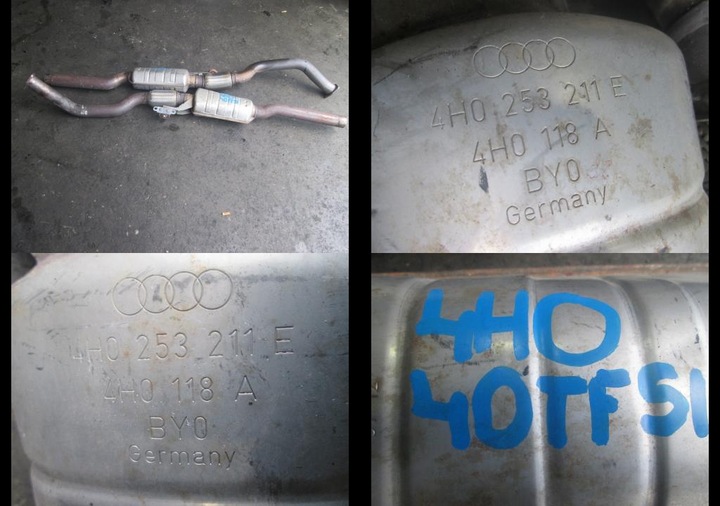 4H0 253 211 E
4H0 118 A
BY0
Germany
4H0 253 211 E
4H0 118 A
BY0
Germany
4H0
40TFSI